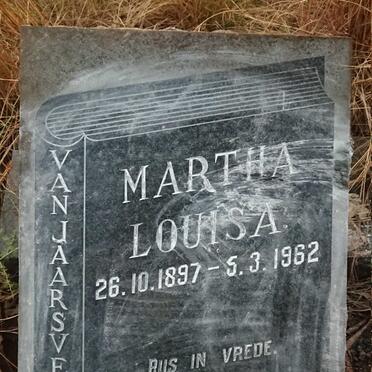 VAN JAARSVE
MARTHA
LOUISA
26.10.1897 - 5.3.1962
RUS IN VREDE.